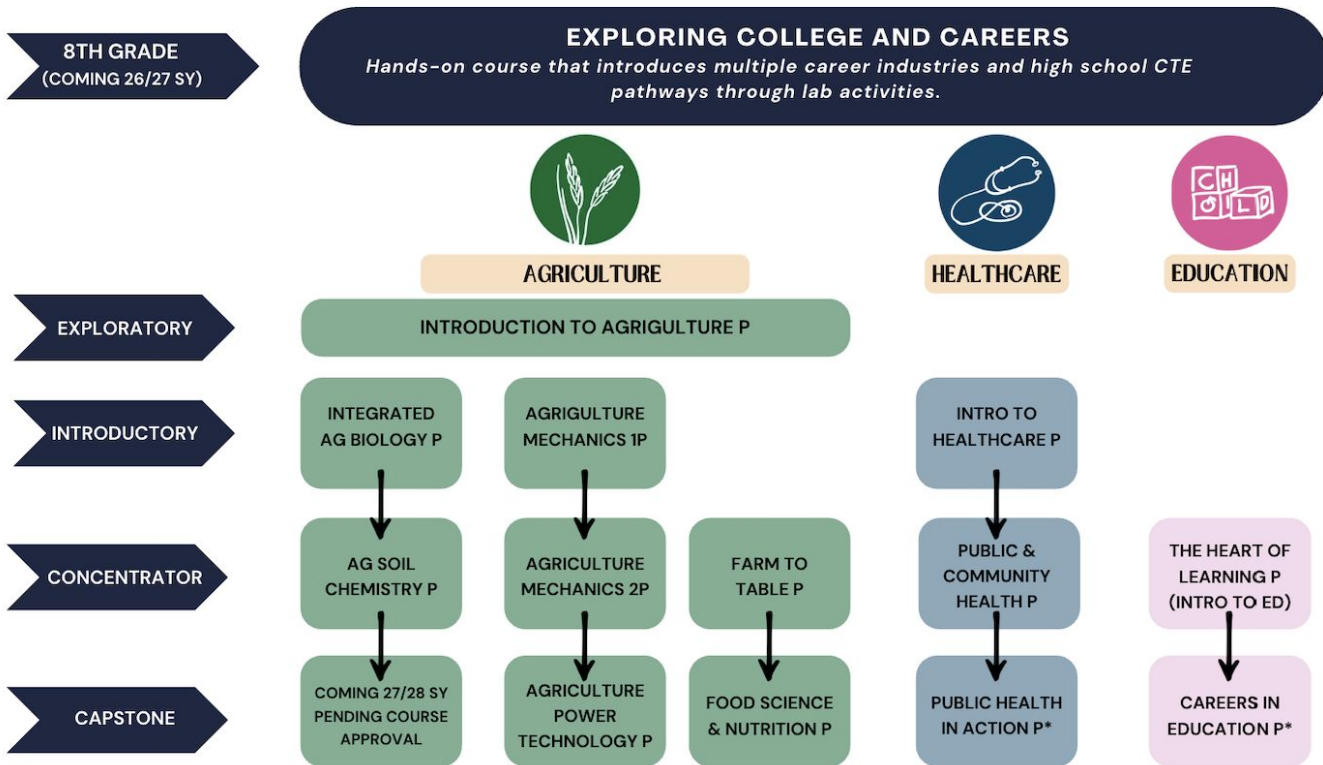 8TH GRADE
(COMING 26/27 SY)
EXPLORING COLLEGE AND CAREERS
Hands-on course that introduces multiple career industries and high school CTE
pathways through lab activities.
CH
OILD
AGRICULTURE
HEALTHCARE
EDUCATION
EXPLORATORY
INTRODUCTION TO AGRIGULTURE P
INTRODUCTORY
INTEGRATED
AG BIOLOGY P
AGRIGULTURE
MECHANICS 1P
INTRO TO
HEALTHCARE P
CONCENTRATOR
AG SOIL
CHEMISTRY P
AGRIGULTURE
MECHANICS 2P
FARM TO
TABLE P
PUBLIC &
COMMUNITY
HEALTH P
THE HEART OF
LEARNING P
(INTRO TO ED)
CAPSTONE
COMING 27/28 SY
PENDING COURSE
APPROVAL
AGRIGULTURE
POWER
TECHNOLOGY P
FOOD SCIENCE
& NUTRITION P
PUBLIC HEALTH
IN ACTION P*
CAREERS IN
EDUCATION P*